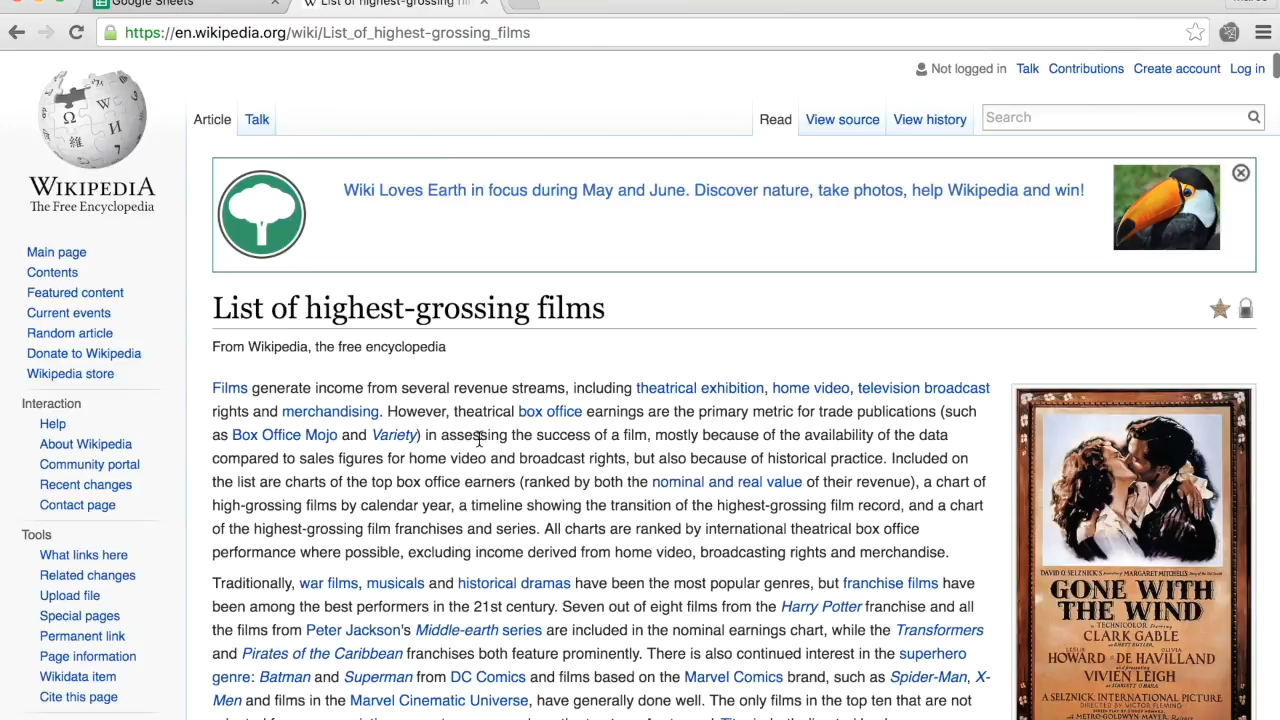 Google Sheets
https://en.wikipedia.org/wiki/List_of_highest-grossing_films
Not logged in Talk Contributions Create account Log in
Article Talk Read View source View history Search
WIKIPEDIA
The Free Encyclopedia
Wiki Loves Earth in focus during May and June. Discover nature, take photos, help Wikipedia and win!
Main page
Contents
Featured content
Current events
Random article
Donate to Wikipedia
Wikipedia store
Interaction
Help
About Wikipedia
Community portal
Recent changes
Contact page
Tools
What links here
Related changes
Upload file
Special pages
Permanent link
Page information
Wikidata item
Cite this page
List of highest-grossing films
From Wikipedia, the free encyclopedia
Films generate income from several revenue streams, including theatrical exhibition, home video, television broadcast
rights and merchandising. However, theatrical box office earnings are the primary metric for trade publications (such
as Box Office Mojo and Variety) in assessing the success of a film, mostly because of the availability of the data
compared to sales figures for home video and broadcast rights, but also because of historical practice. Included on
the list are charts of the top box office earners (ranked by both the nominal and real value of their revenue), a chart of
high-grossing films by calendar year, a timeline showing the transition of the highest-grossing film record, and a chart
of the highest-grossing film franchises and series. All charts are ranked by international theatrical box office
performance where possible, excluding income derived from home video, broadcasting rights and merchandise.
Traditionally, war films, musicals and historical dramas have been the most popular genres, but franchise films have
been among the best performers in the 21st century. Seven out of eight films from the Harry Potter franchise and all
the films from Peter Jackson's Middle-earth series are included in the nominal earnings chart, while the Transformers
and Pirates of the Caribbean franchises both feature prominently. There is also continued interest in the superhero
genre: Batman and Superman from DC Comics and films based on the Marvel Comics brand, such as Spider-Man, X-
Men and films in the Marvel Cinematic Universe, have generally done well. The only films in the top ten that are not
DAVID O. SELZNICK'S
MARGARET MITCHELL'S
GONE WITH
THE WIND
IN TECHNICOLOR
CLARK GABLE
LESLIE OLIVIA
HOWARD · DE HAVILLAND
VIVIEN LEIGH
A SELZNICK INTERNATIONAL PICTURE
DIRECTED BY VICTOR FLEMING